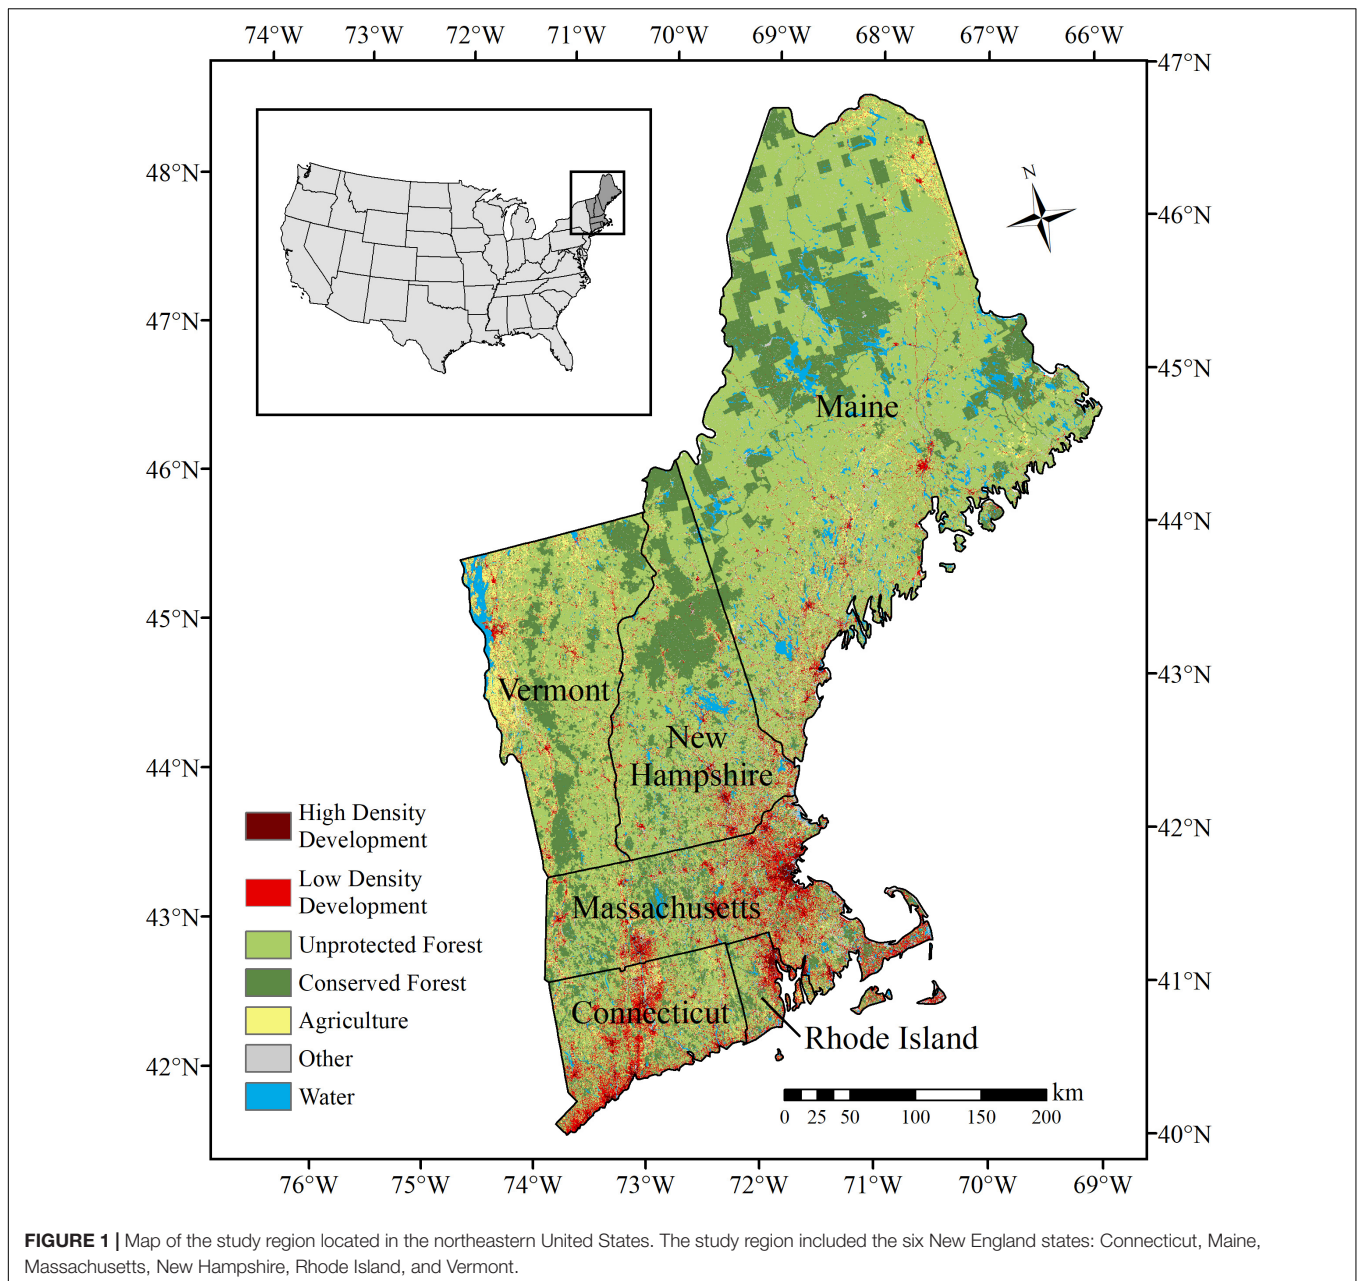 74°W 73°W 72°W 71°W 70°W 69°W 68°W 67°W 66°W
47°N
48°N
N
46°N
47°N
45°N
Maine
46°N
44°N
45°N
43°N
Vermont
New
Hampshire
44°N
High Density
Development
42°N
Low Density
Development
43°N
Massachusetts
Unprotected Forest
41°N
Conserved Forest
Connecticut
Agriculture
Rhode Island
Other
42°N
Water
km
0 25 50 100 150 200
40°N
76°W 75°W 74°W 73°W 72°W 71°W 70°W 69°W
FIGURE 1 | Map of the study region located in the northeastern United States. The study region included the six New England states: Connecticut, Maine,
Massachusetts, New Hampshire, Rhode Island, and Vermont.